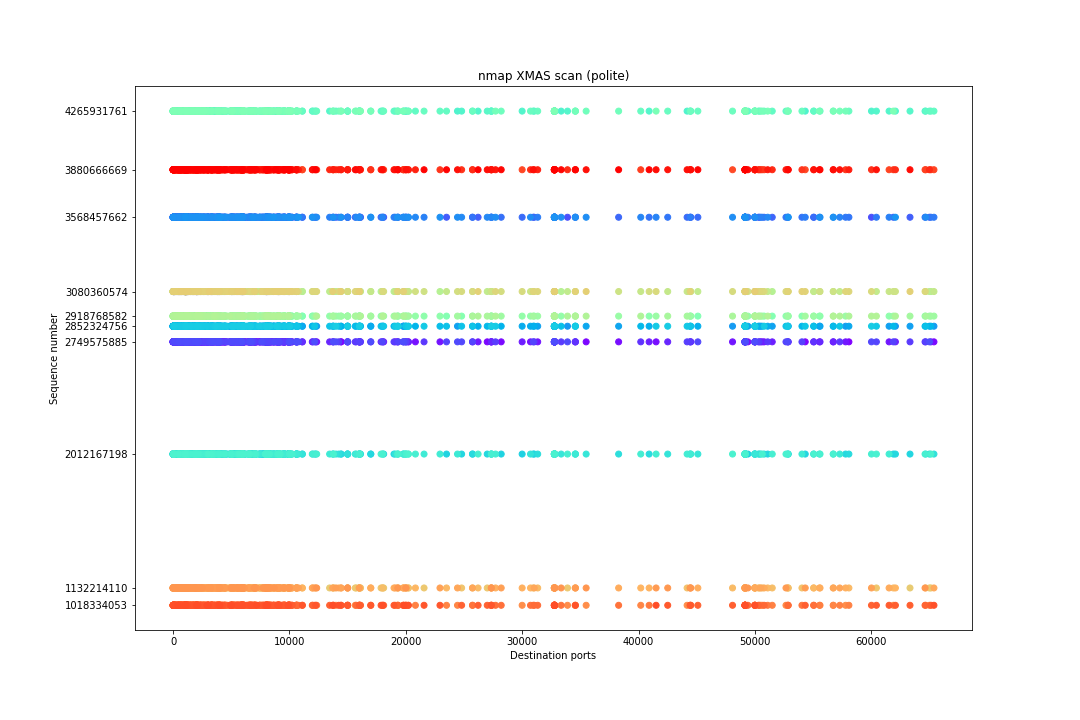 nmap XMAS scan (polite)
4265931761
3880666669
3568457662
3080360574
2918768582
2852324756
2749575885
2012167198
1132214110
1018334053
Sequence number
0 10000 20000 30000 40000 50000 60000
Destination ports